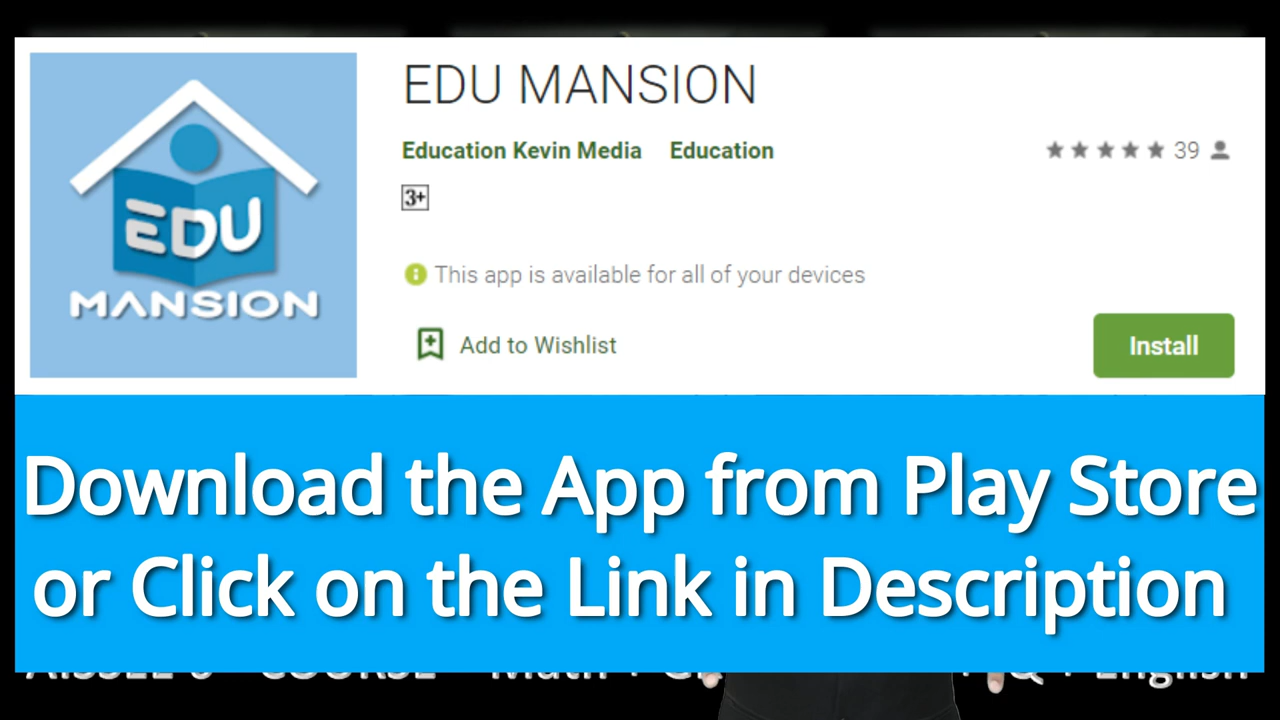 EDU MANSION
Education Kevin Media Education
39
3+
EDU
MANSION
This app is available for all of your devices
Add to Wishlist
Install
Download the App from Play Store
or Click on the Link in Description
English